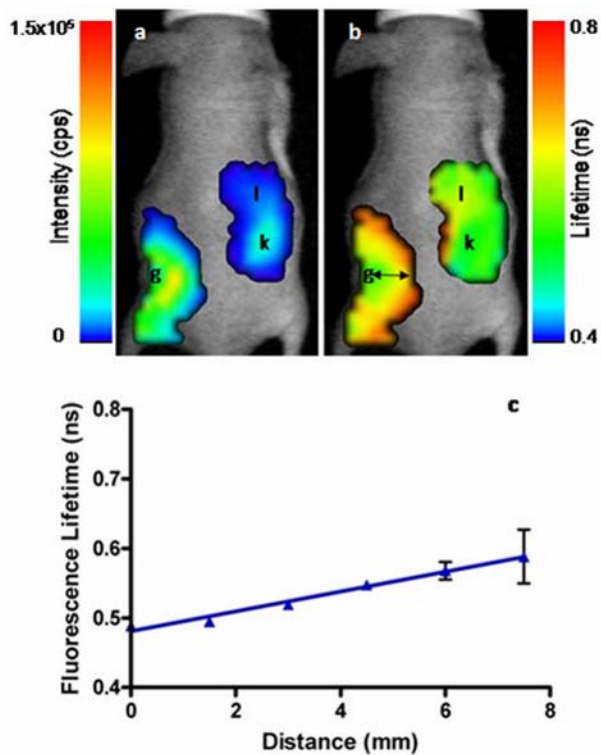 1.5x10⁵
Intensity (cps)
0
a
l
k
g
b
l
k
g
0.8
Lifetime (ns)
0.4
c
Fluorescence Lifetime (ns)
0.8
0.7
0.6
0.5
0.4
0 2 4 6 8
Distance (mm)